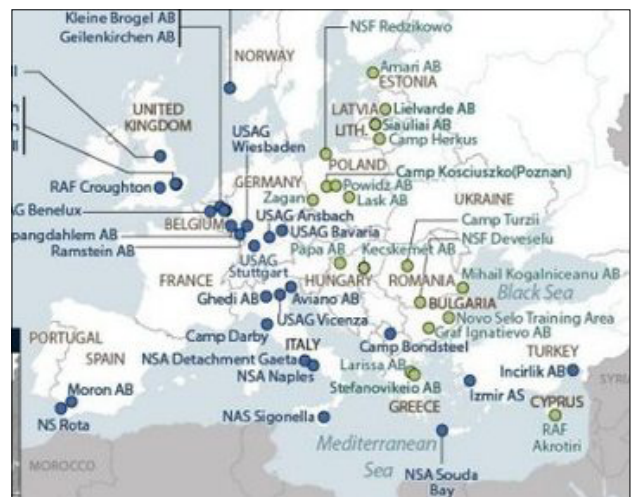 Kleine Brogel AB
Geilenkirchen AB
NORWAY
NSF Redzikowo
Amari AB
ESTONIA
UNITED
KINGDOM
LATVIA
Lielvarde AB
LITH.
Siauliai AB
Camp Herkus
USAG
Wiesbaden
POLAND
RAF Croughton
GERMANY
Camp Kosciuszko(Poznan)
Powidz AB
Zagan
Lask AB
UKRAINE
G Benelux
BELGIUM
USAG Ansbach
USAG Bavaria
Camp Turzii
NSF Deveselu
pangdahlem AB
Ramstein AB
USAG
Stuttgart
Papa AB
Kecskemet AB
HUNGARY
ROMANIA
Mihail Kogalniceanu AB
Black Sea
FRANCE
Ghedi AB
Aviano AB
USAG Vicenza
BULGARIA
Novo Selo Training Area
Graf Ignatievo AB
PORTUGAL
SPAIN
Camp Darby
ITALY
Camp Bondsteel
TURKEY
NSA Detachment Gaeta
NSA Naples
Larissa AB
Stefanovikeio AB
Incirlik AB
SYRI
Moron AB
NS Rota
NAS Sigonella
GREECE
Izmir AS
CYPRUS
RAF
Akrotiri
Mediterranean
Sea
NSA Souda
Bay
MOROCCO